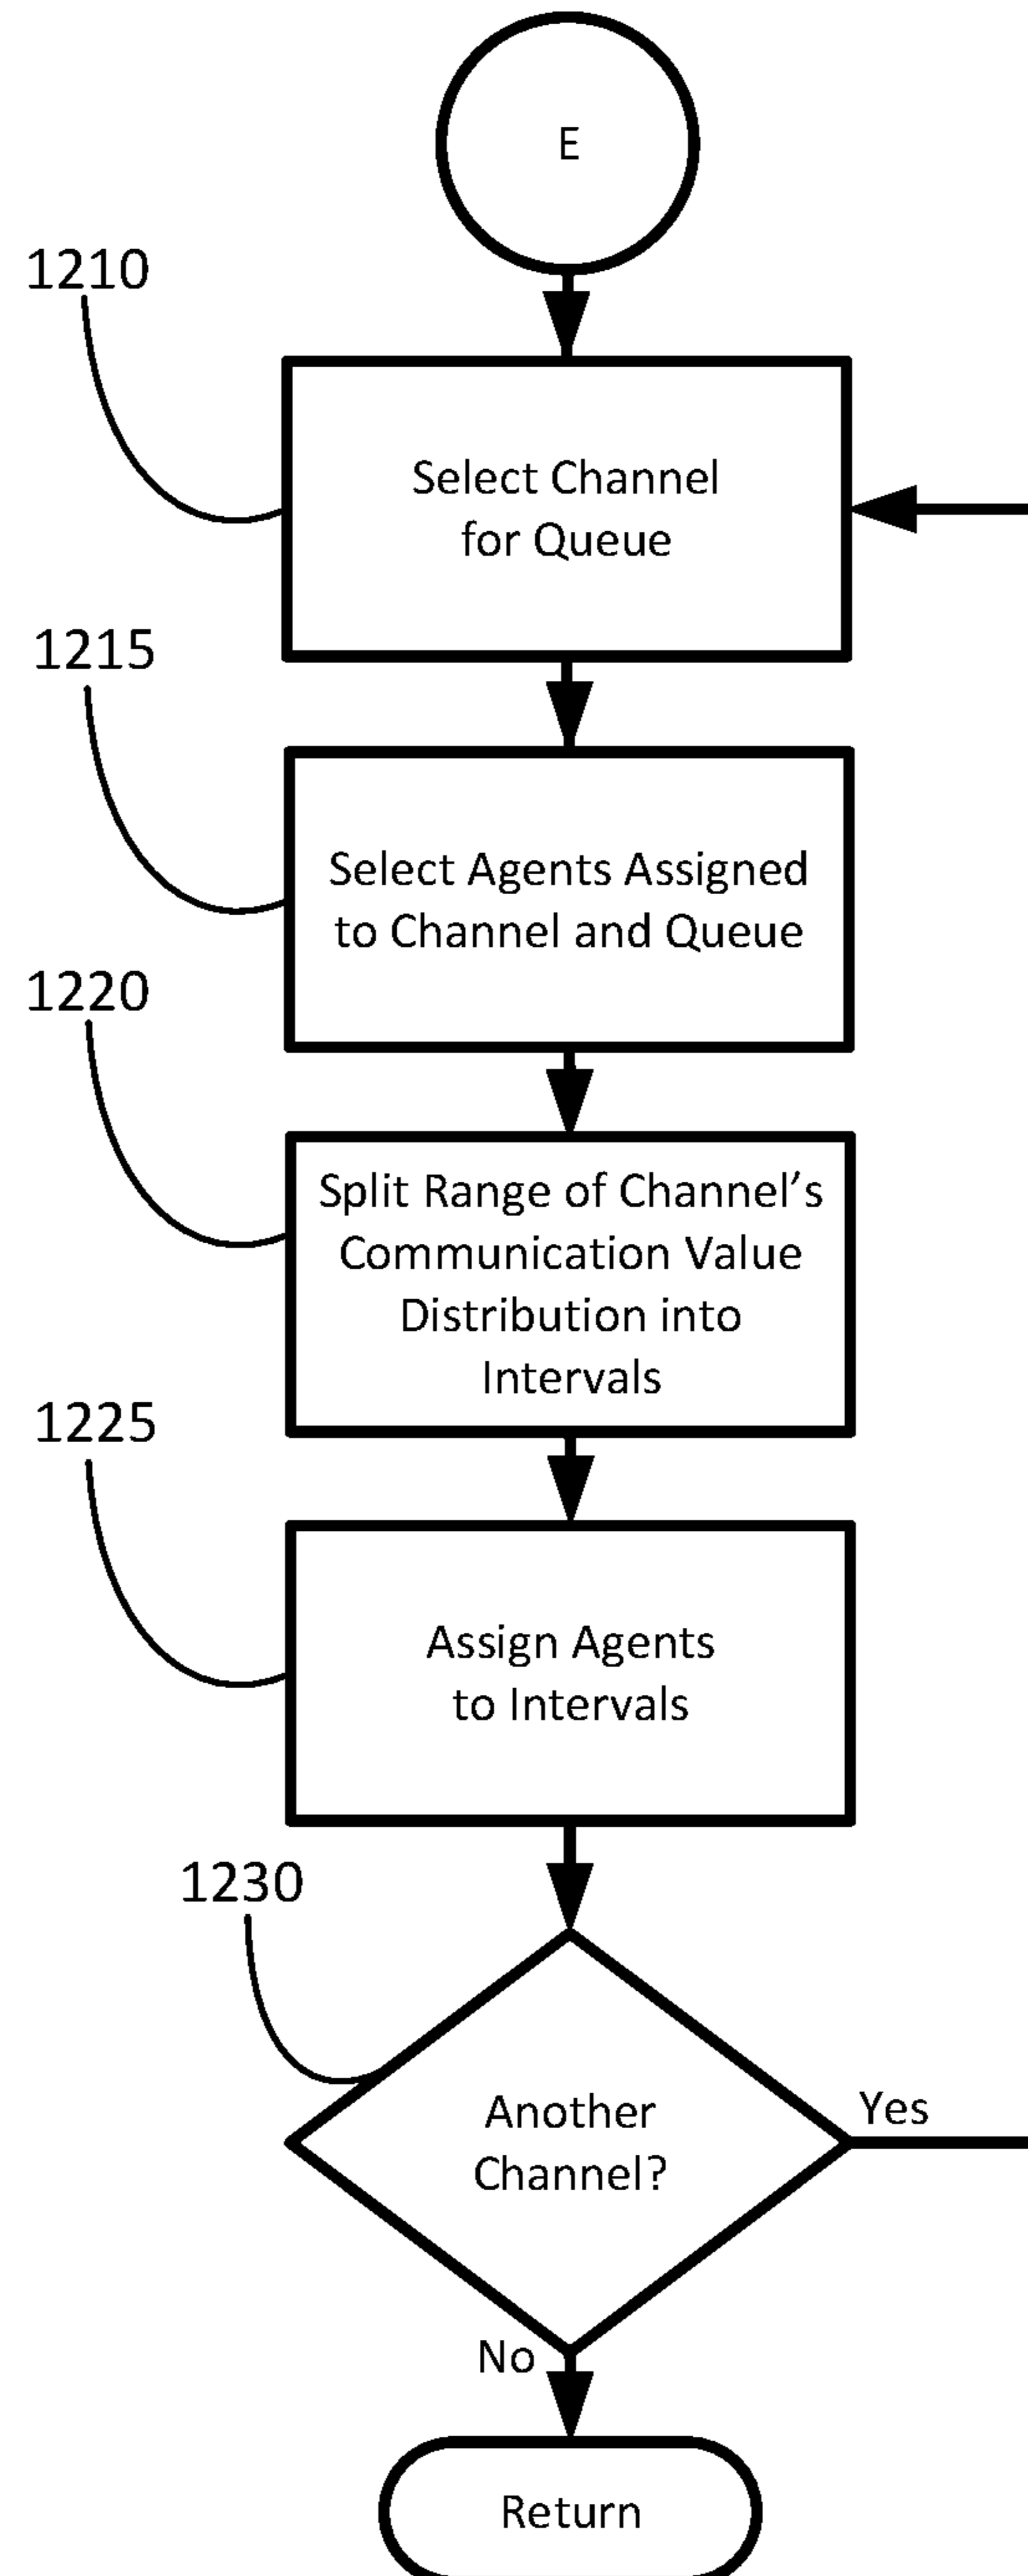 E
1210
Select Channel
for Queue
1215
Select Agents Assigned
to Channel and Queue
1220
Split Range of Channel’s
Communication Value
Distribution into
Intervals
1225
Assign Agents
to Intervals
1230
Another
Channel?
Yes
No
Return